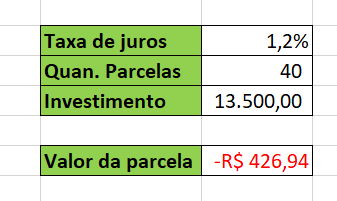 Taxa de juros 1,2%
Quan. Parcelas 40
Investimento 13.500,00
Valor da parcela -R$ 426,94